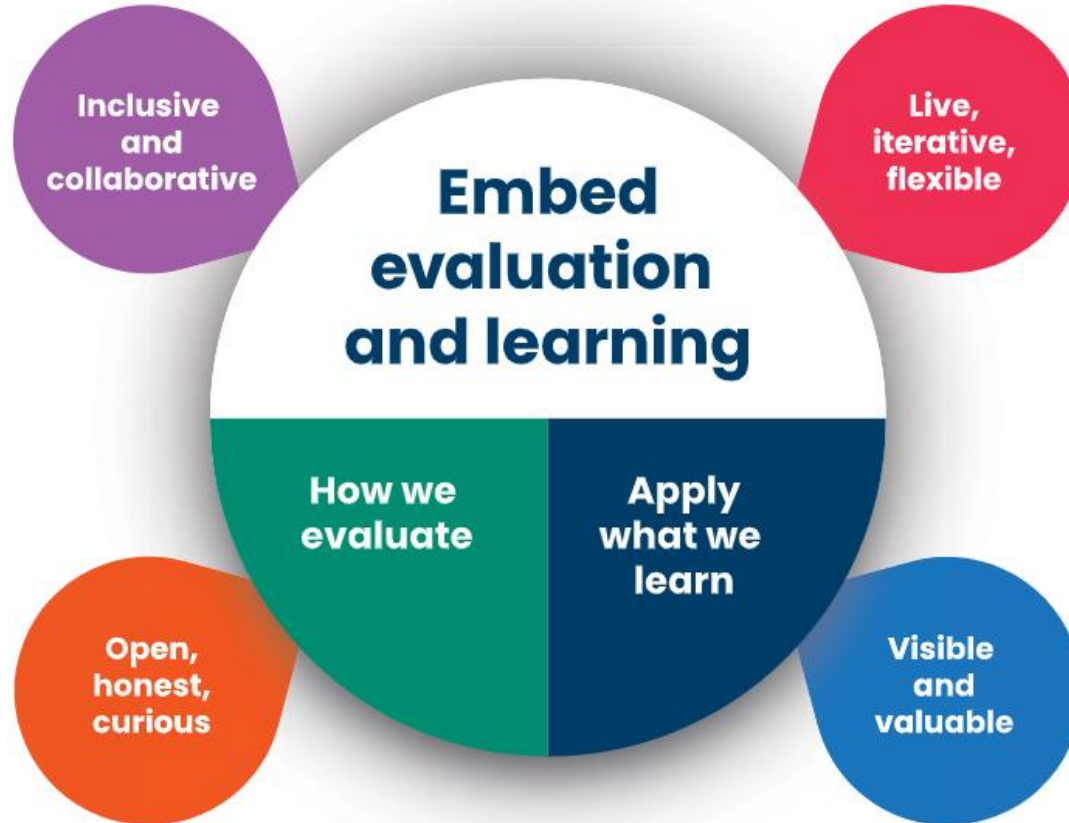 Inclusive
and
collaborative
Live,
iterative,
flexible
Embed
evaluation
and learning
How we
evaluate
Apply
what we
learn
Open,
honest,
curious
Visible
and
valuable